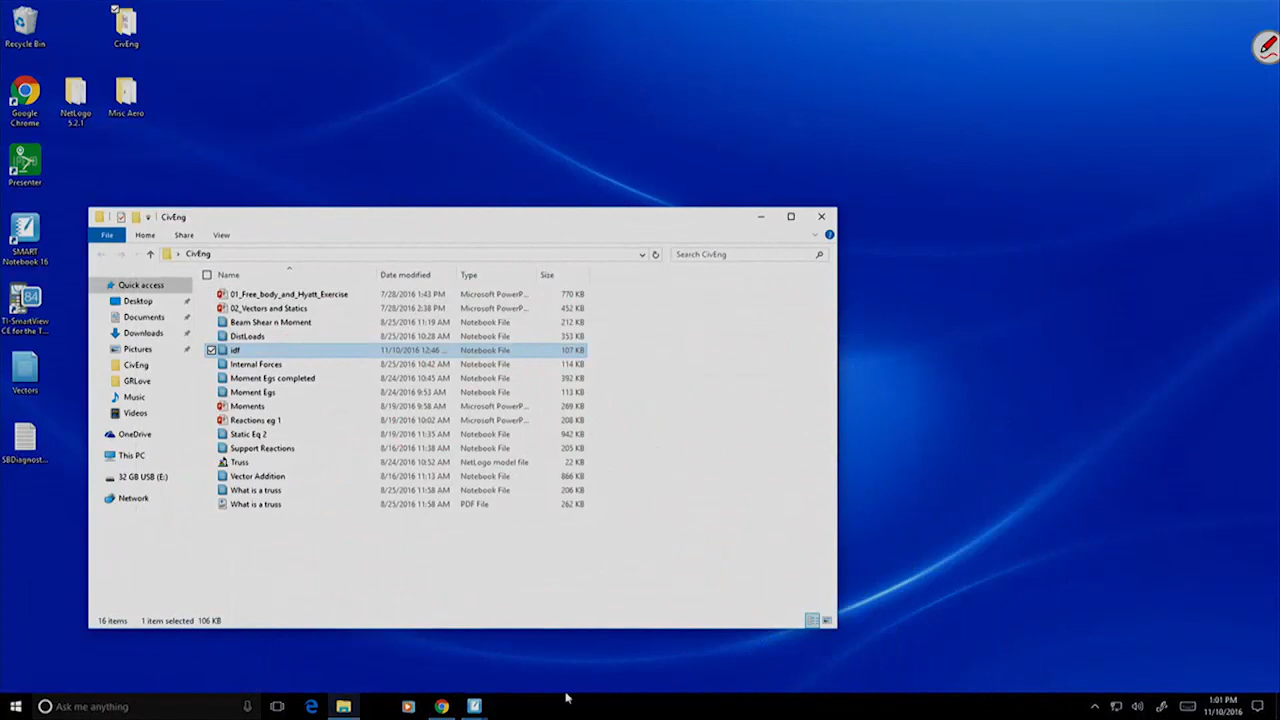 Recycle Bin
CivEng
Google
Chrome
NetLogo
5.2.1
Misc Aero
Presenter
SMART
Notebook 16
84
TI-SmartView
CE for the T...
Vectors
SBDiagnost...
CivEng
File Home Share View
CivEng
Search CivEng
Name Date modified Type Size
Quick access
Desktop
Documents
Downloads
Pictures
CivEng
GRLove
Music
Videos
OneDrive
This PC
32 GB USB (E:)
Network
01_Free_body_and_Hyatt_Exercise 7/28/2016 1:43 PM Microsoft PowerP... 770 KB
02_Vectors and Statics 7/28/2016 2:38 PM Microsoft PowerP... 452 KB
Beam Shear n Moment 8/25/2016 11:19 AM Notebook File 212 KB
DistLoads 8/25/2016 10:28 AM Notebook File 353 KB
idf 11/10/2016 12:46 ... Notebook File 107 KB
Internal Forces 8/25/2016 10:42 AM Notebook File 114 KB
Moment Egs completed 8/24/2016 10:45 AM Notebook File 392 KB
Moment Egs 8/24/2016 9:53 AM Notebook File 113 KB
Moments 8/19/2016 9:58 AM Microsoft PowerP... 269 KB
Reactions eg 1 8/19/2016 10:02 AM Microsoft PowerP... 208 KB
Static Eq 2 8/19/2016 11:35 AM Notebook File 942 KB
Support Reactions 8/16/2016 11:38 AM Notebook File 205 KB
Truss 8/24/2016 10:52 AM NetLogo model file 22 KB
Vector Addition 8/16/2016 11:13 AM Notebook File 866 KB
What is a truss 8/25/2016 11:58 AM Notebook File 206 KB
What is a truss 8/25/2016 11:58 AM PDF File 262 KB
16 items 1 item selected 106 KB
Ask me anything
1:01 PM
11/10/2016